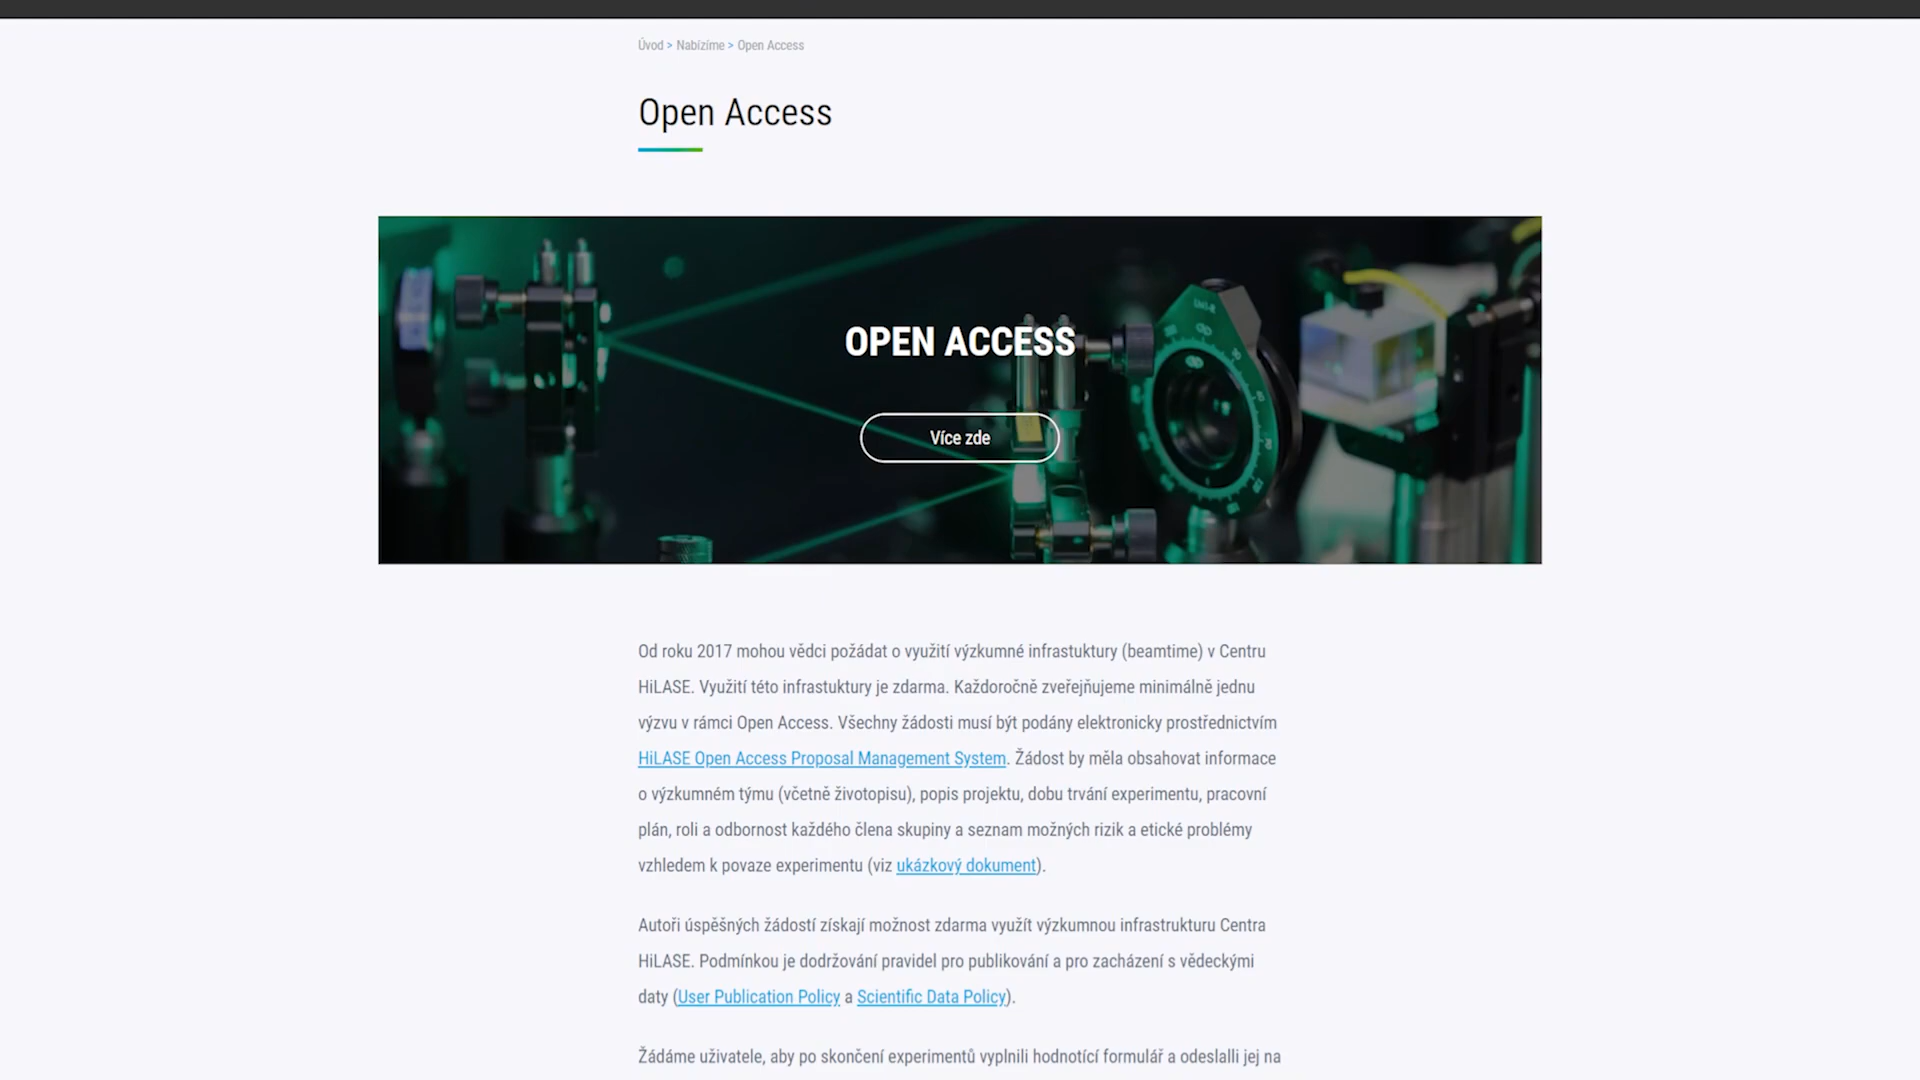 Úvod > Nabízíme > Open Access
Open Access
OPEN ACCESS
Více zde
Od roku 2017 mohou vědci požádat o využití výzkumné infrastuktury (beamtime) v Centru
HiLASE. Využití této infrastuktury je zdarma. Každoročně zveřejňujeme minimálně jednu
výzvu v rámci Open Access. Všechny žádosti musí být podány elektronicky prostřednictvím
HiLASE Open Access Proposal Management System. Žádost by měla obsahovat informace
o výzkumném týmu (včetně životopisu), popis projektu, dobu trvání experimentu, pracovní
plán, roli a odbornost každého člena skupiny a seznam možných rizik a etické problémy
vzhledem k povaze experimentu (viz ukázkový dokument).
Autoři úspěšných žádostí získají možnost zdarma využít výzkumnou infrastrukturu Centra
HiLASE. Podmínkou je dodržování pravidel pro publikování a pro zacházení s vědeckými
daty (User Publication Policy a Scientific Data Policy).
Žádáme uživatele, aby po skončení experimentů vyplnili hodnotící formulář a odeslalli jej na